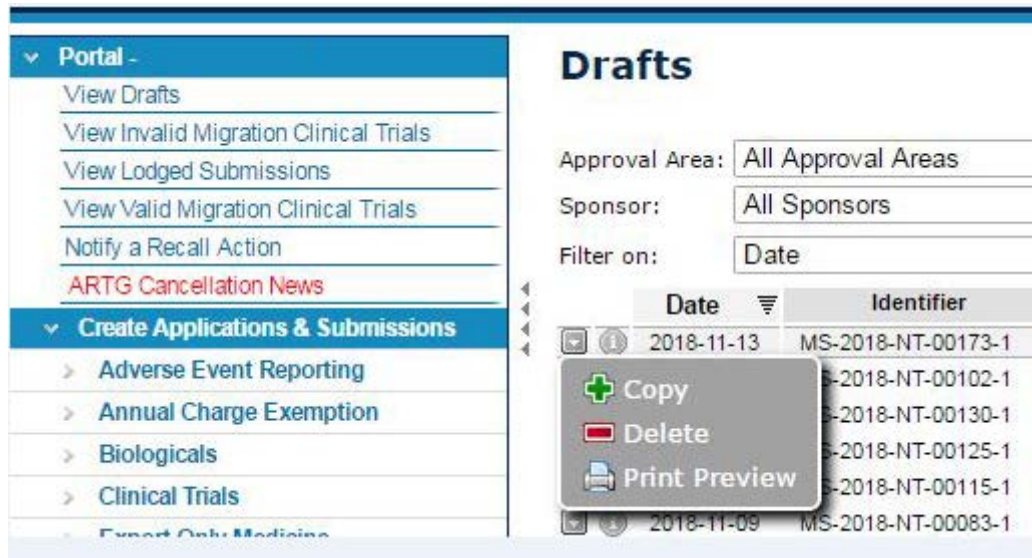 Portal -
View Drafts
View Invalid Migration Clinical Trials
View Lodged Submissions
View Valid Migration Clinical Trials
Notify a Recall Action
ARTG Cancellation News
Create Applications & Submissions
Adverse Event Reporting
Annual Charge Exemption
Biologicals
Clinical Trials
Export Only Medicine
Drafts
Approval Area: All Approval Areas
Sponsor: All Sponsors
Filter on: Date
Date Identifier
2018-11-13 MS-2018-NT-00173-1
Copy
Delete
Print Preview
-2018-NT-00102-1
-2018-NT-00130-1
-2018-NT-00125-1
-2018-NT-00115-1
2018-11-09 MS-2018-NT-00083-1